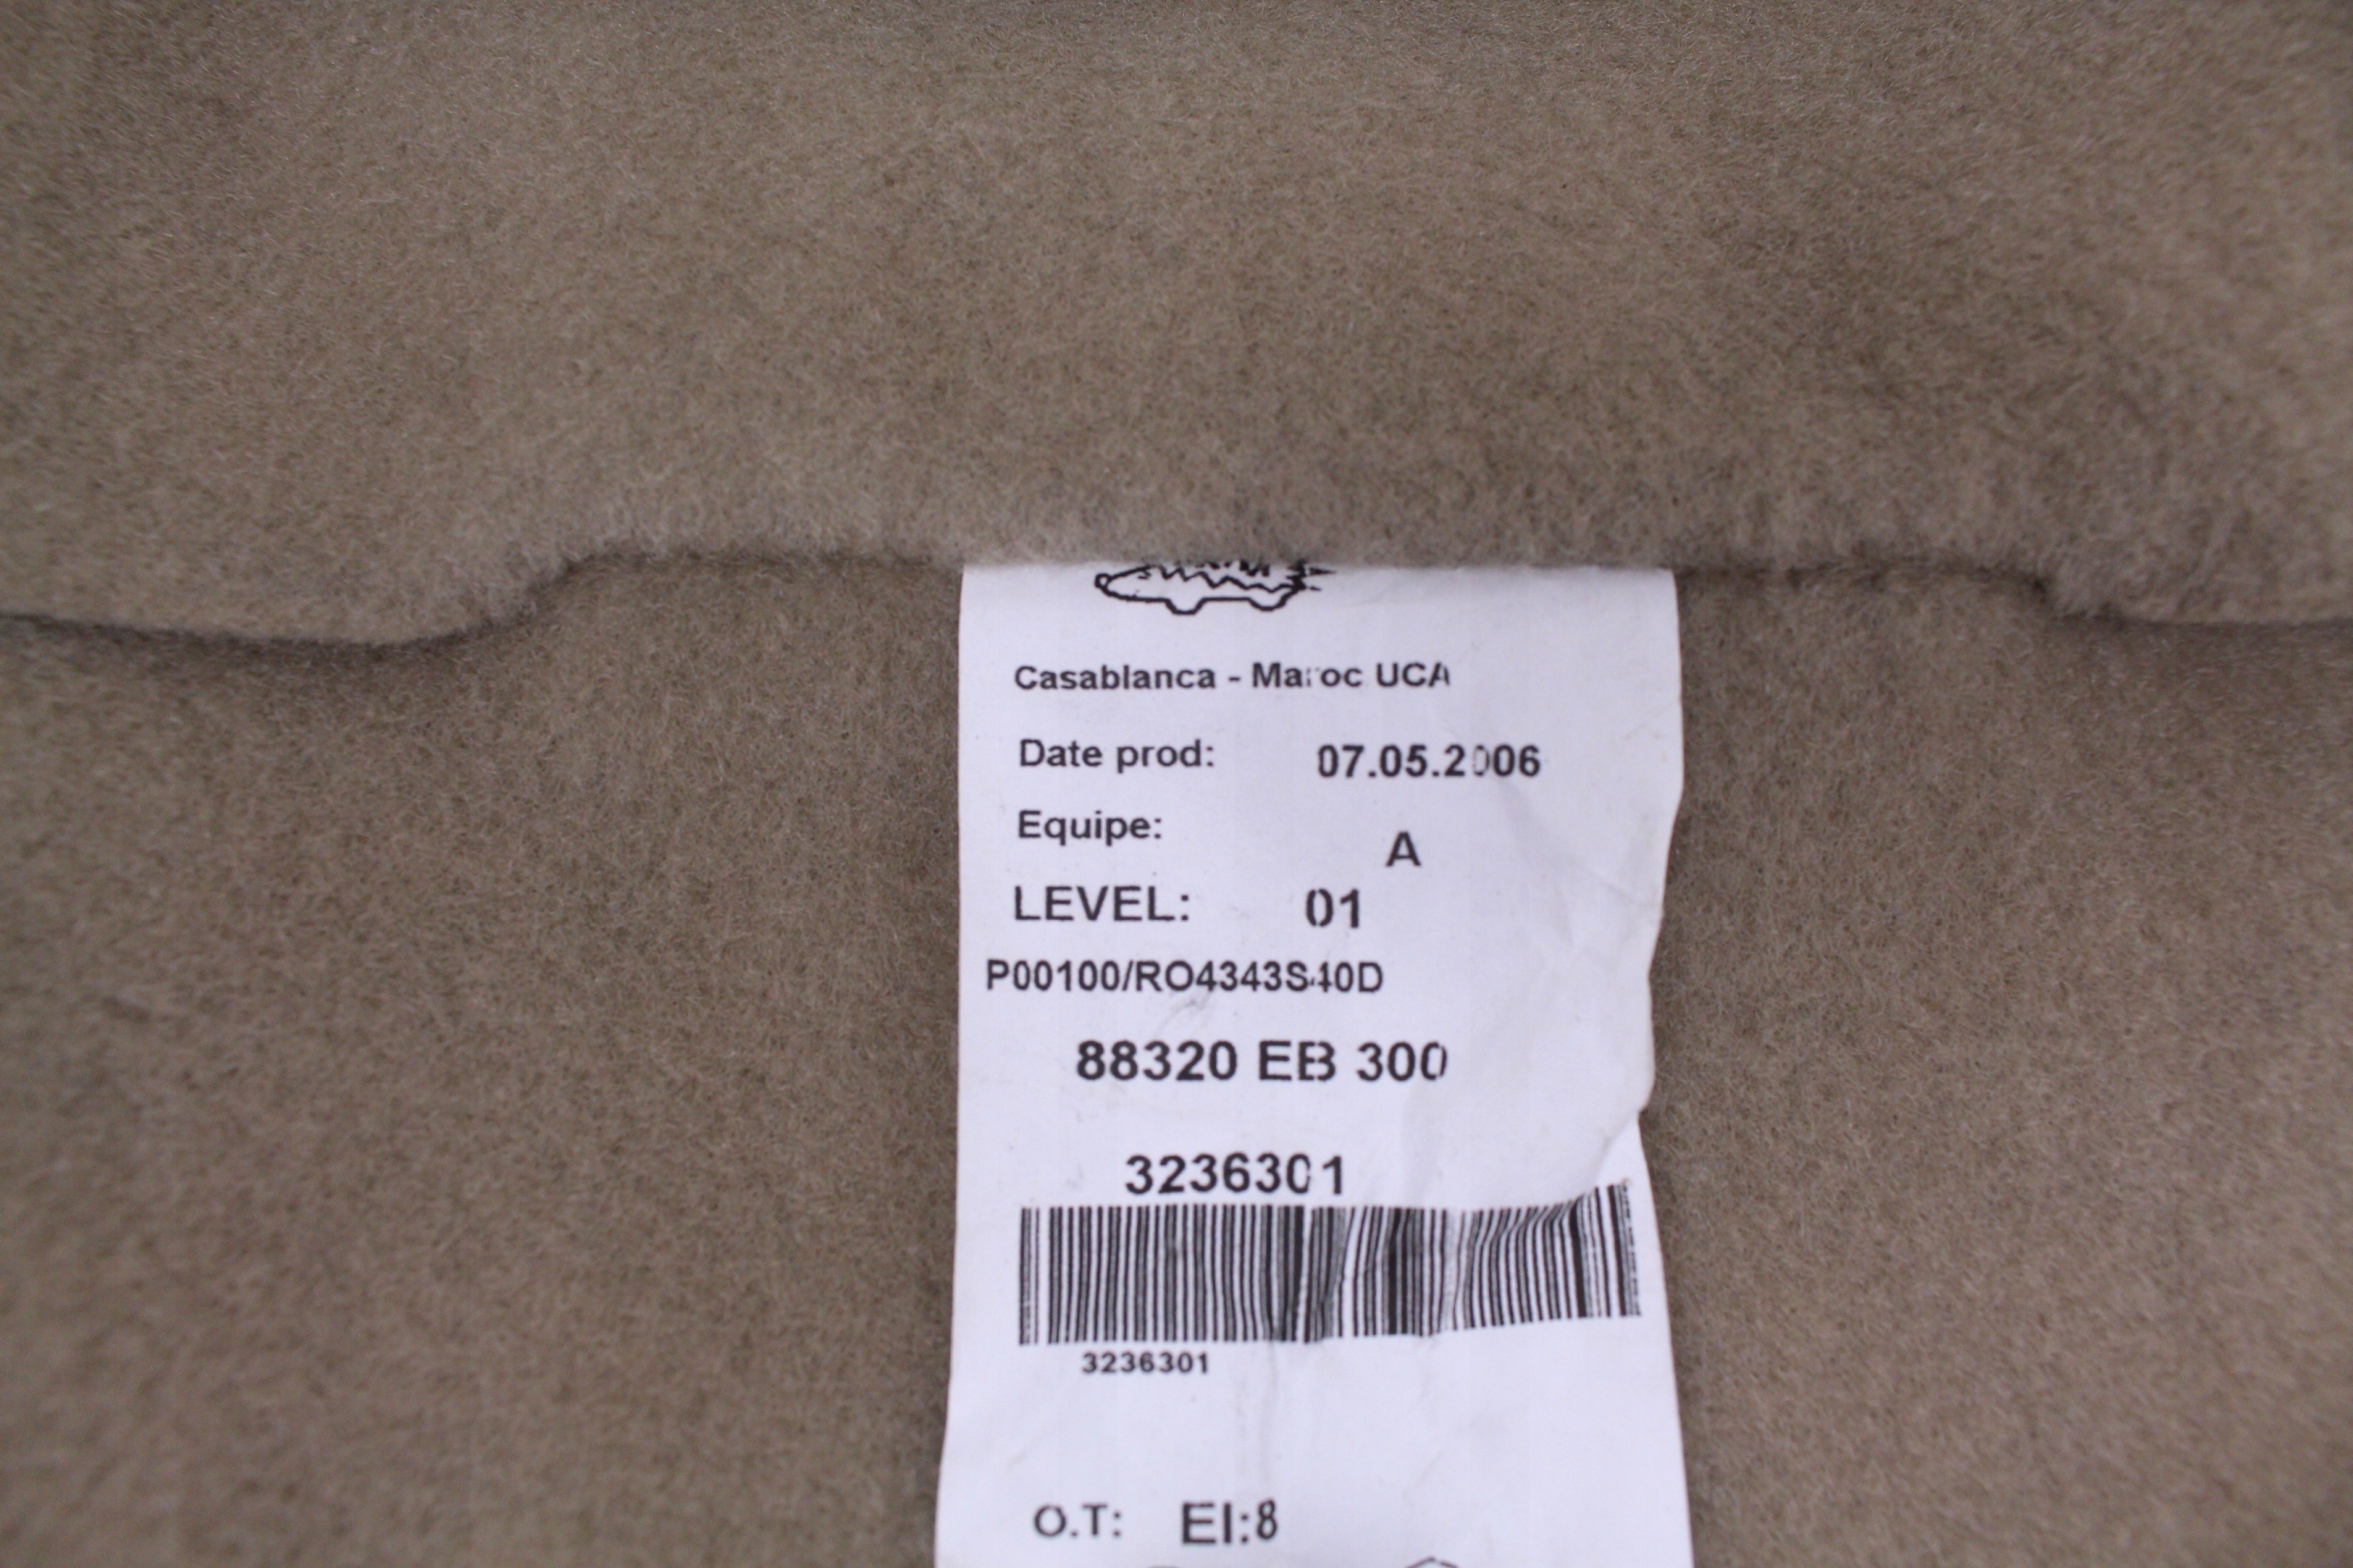 Casablanca - Maroc UCA
Date prod: 07.05.2006
Equipe: A
LEVEL: 01
P00100/RO4343S40D
88320 EB 300
3236301
3236301
O.T: EI:8